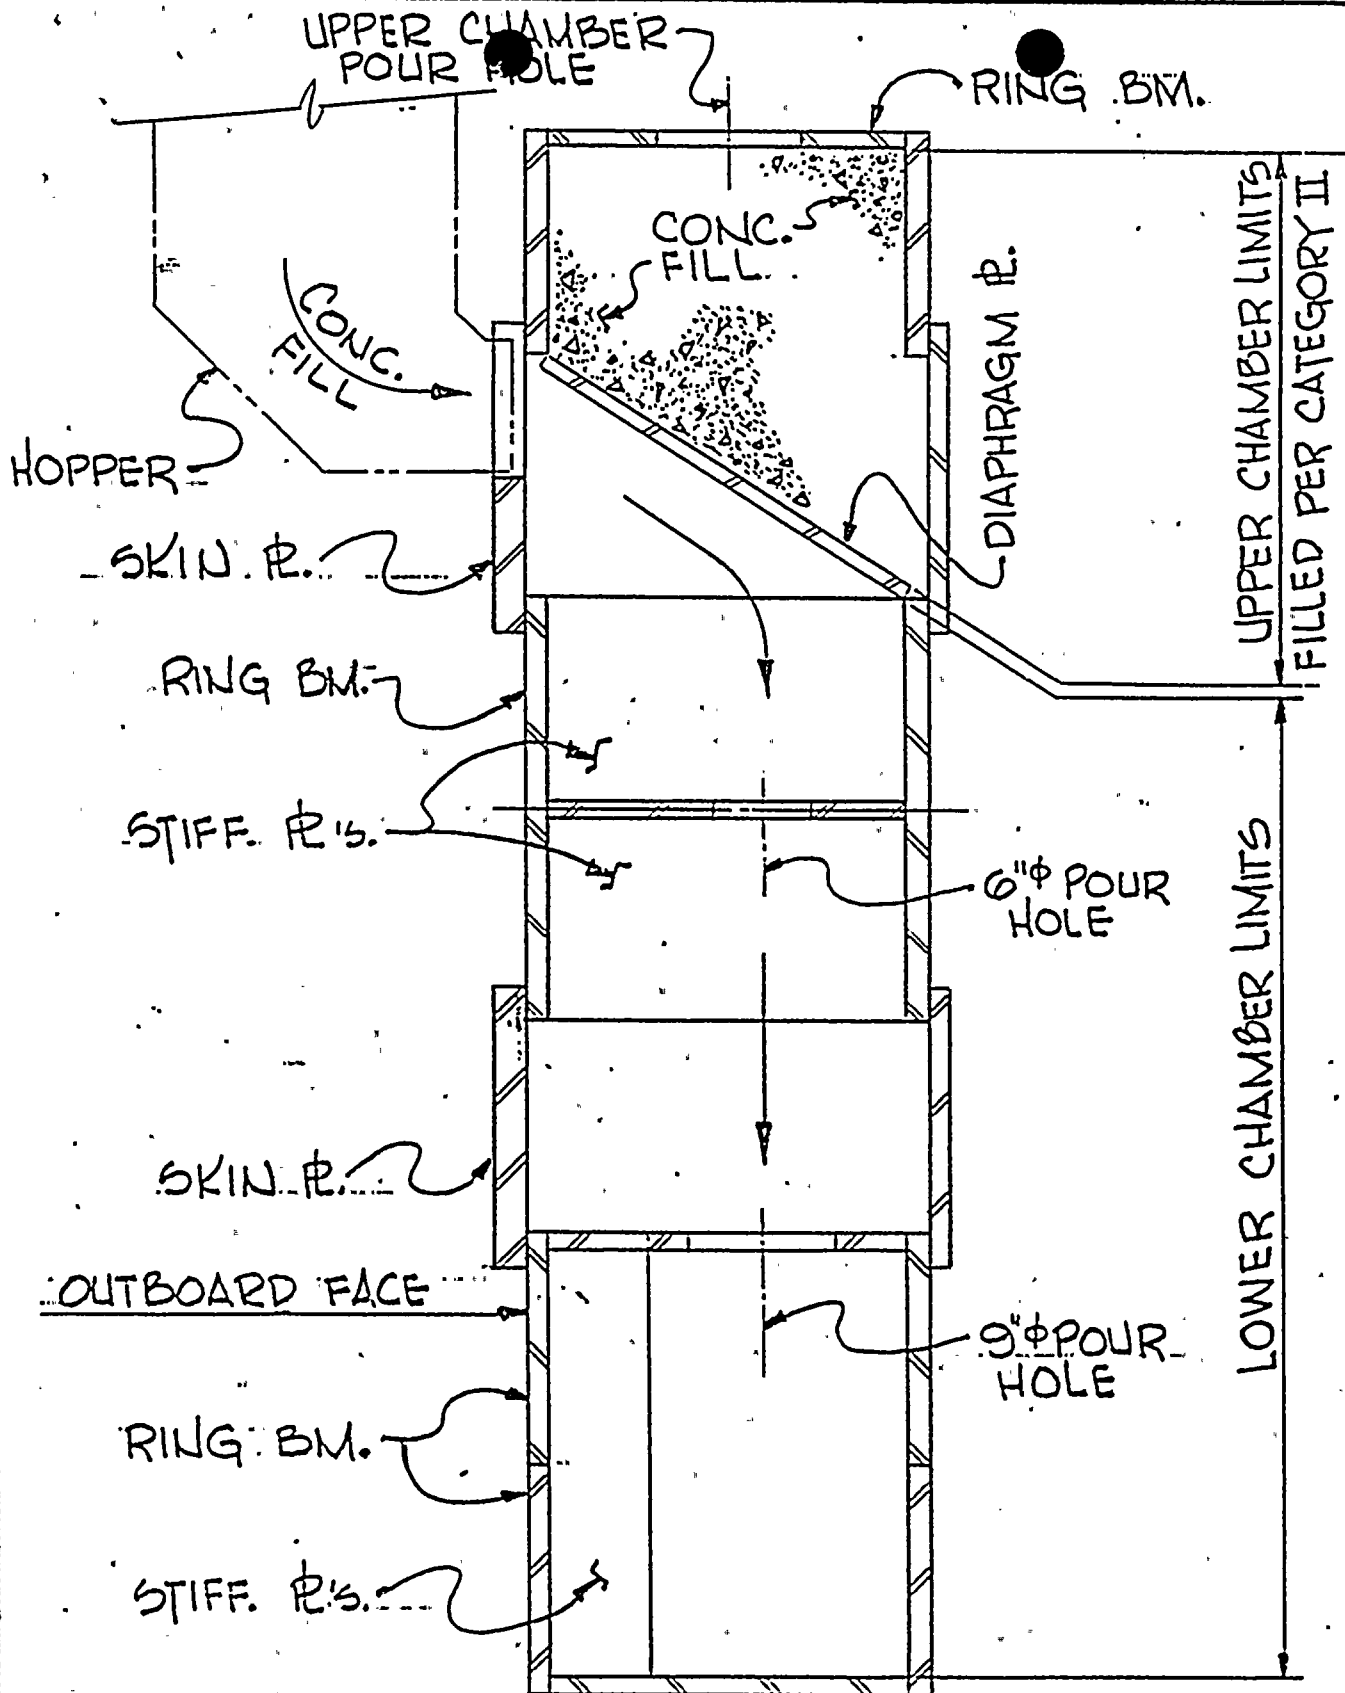 UPPER CHAMBER
POUR HOLE
RING BM.
CONC.
FILL
CONC.
FILL
HOPPER
DIAPHRAGM PL.
UPPER CHAMBER LIMITS
FILLED PER CATEGORY III
SKIN PL.
RING BM.
STIFF. PL's.
6"φ POUR
HOLE
LOWER CHAMBER LIMITS
SKIN PL.
OUTBOARD FACE
9"φ POUR
HOLE
RING BM.
STIFF. PL's.